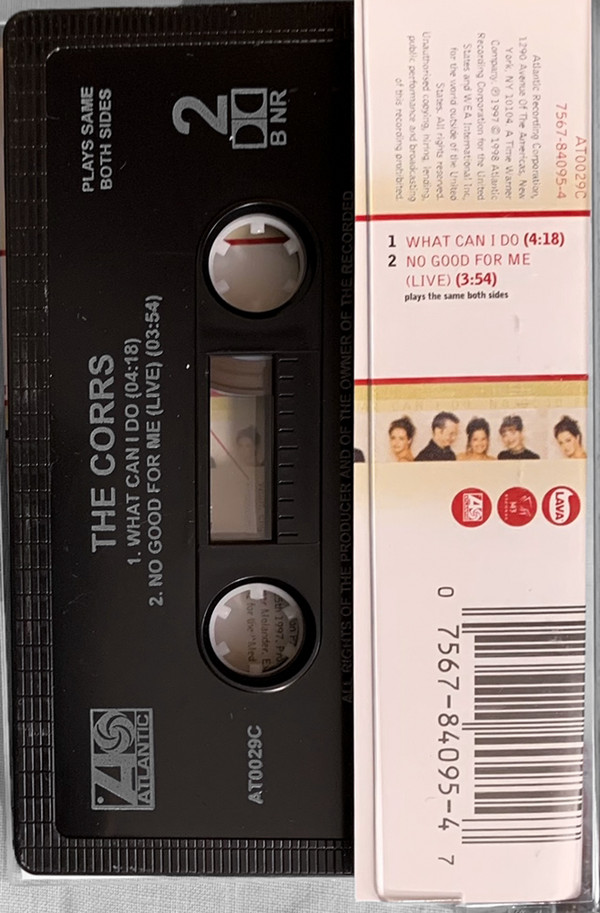 PLAYS SAME
BOTH SIDES
2
B NR
THE CORRS
1. WHAT CAN I DO (04:18)
2. NO GOOD FOR ME (LIVE) (03:54)
ATLANTIC
AT0029C
ALL RIGHTS OF THE PRODUCER AND OF THE OWNER OF THE RECORDED
AT0029C
7567-84095-4
Atlantic Recording Corporation,
1290 Avenue Of The Americas, New
York, NY 10104. A Time Warner
Company. ℗ 1997 © 1998 Atlantic
Recording Corporation for the United
States and WEA International Inc.
for the world outside of the United
States. All rights reserved.
Unauthorised copying, hiring, lending,
public performance and broadcasting
of this recording prohibited.
1 WHAT CAN I DO (4:18)
2 NO GOOD FOR ME
(LIVE) (3:54)
plays the same both sides
LAVA
143
0 7567-84095-4 7